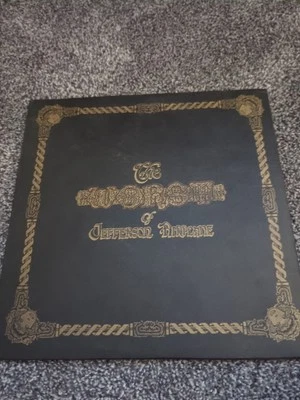 The
WORST
of
Jefferson Airplane